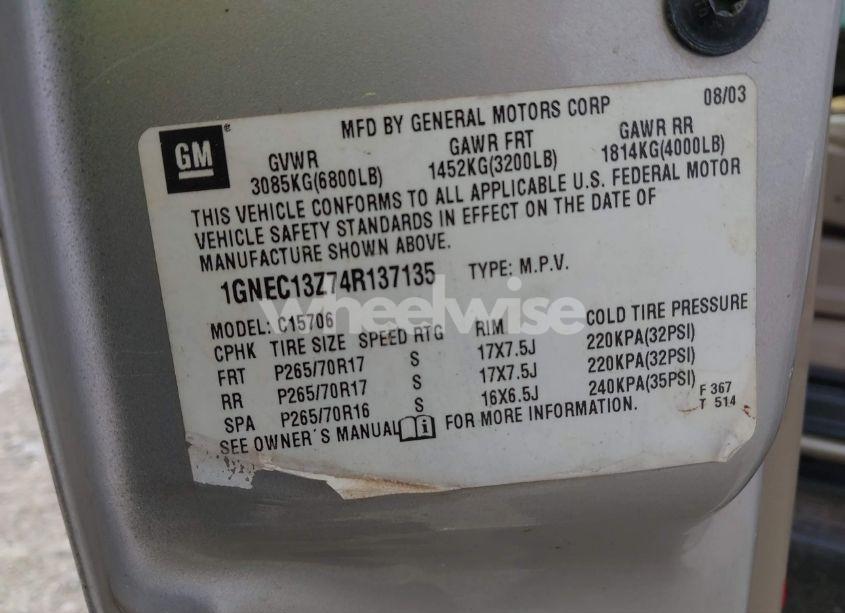 08/03
MFD BY GENERAL MOTORS CORP
GM
GVWR GAWR FRT GAWR RR
3085KG(6800LB) 1452KG(3200LB) 1814KG(4000LB)
THIS VEHICLE CONFORMS TO ALL APPLICABLE U.S. FEDERAL MOTOR
VEHICLE SAFETY STANDARDS IN EFFECT ON THE DATE OF
MANUFACTURE SHOWN ABOVE.
1GNEC13Z74R137135 TYPE: M.P.V.
wheelwise
MODEL: C15706
CPHK TIRE SIZE SPEED RTG RIM COLD TIRE PRESSURE
FRT P265/70R17 S 17X7.5J 220KPA(32PSI)
RR P265/70R17 S 17X7.5J 220KPA(32PSI)
SPA P265/70R16 S 16X6.5J 240KPA(35PSI)
SEE OWNER'S MANUAL FOR MORE INFORMATION.
F 367
T 514